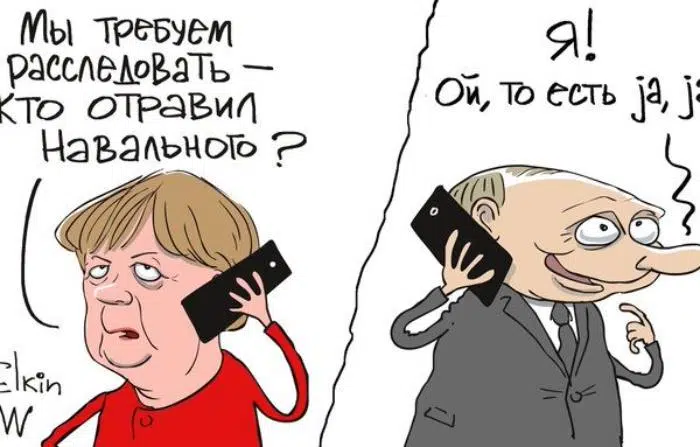 Мы требуем
расследовать —
кто отравил
Навального?
Я!
Ой, то есть ja, ja
Elkin
W